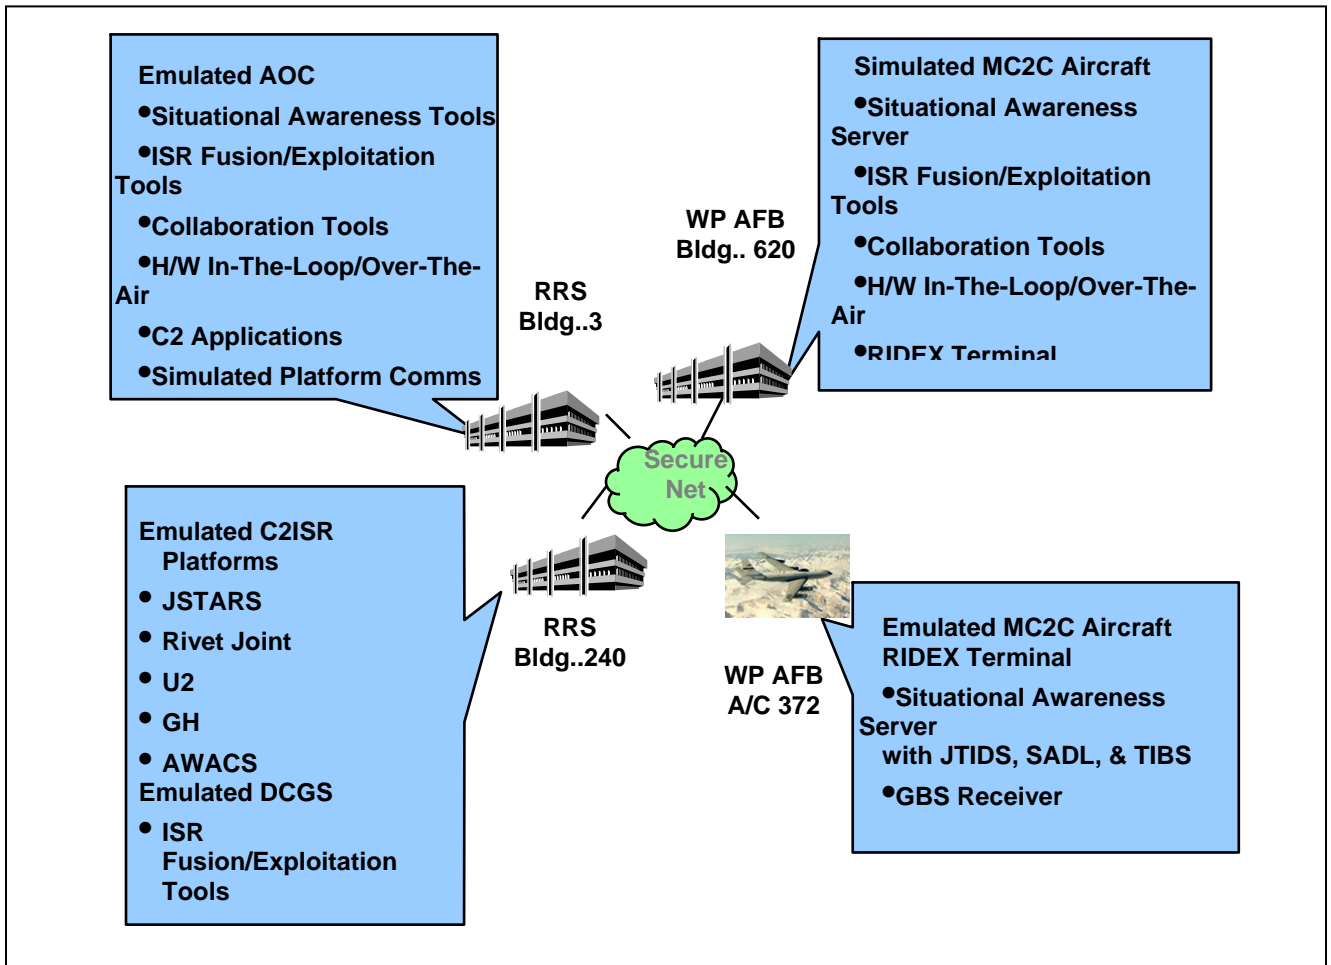 Emulated AOC
•Situational Awareness Tools
•ISR Fusion/Exploitation
Tools
•Collaboration Tools
•H/W In-The-Loop/Over-The-
Air
•C2 Applications
•Simulated Platform Comms
Simulated MC2C Aircraft
•Situational Awareness
Server
•ISR Fusion/Exploitation
Tools
•Collaboration Tools
•H/W In-The-Loop/Over-The-
Air
•RIDEX Terminal
WP AFB
Bldg.. 620
RRS
Bldg..3
Secure
Net
Emulated C2ISR
Platforms
• JSTARS
• Rivet Joint
• U2
• GH
• AWACS
Emulated DCGS
• ISR
Fusion/Exploitation
Tools
RRS
Bldg..240
WP AFB
A/C 372
Emulated MC2C Aircraft
RIDEX Terminal
•Situational Awareness
Server
with JTIDS, SADL, & TIBS
•GBS Receiver